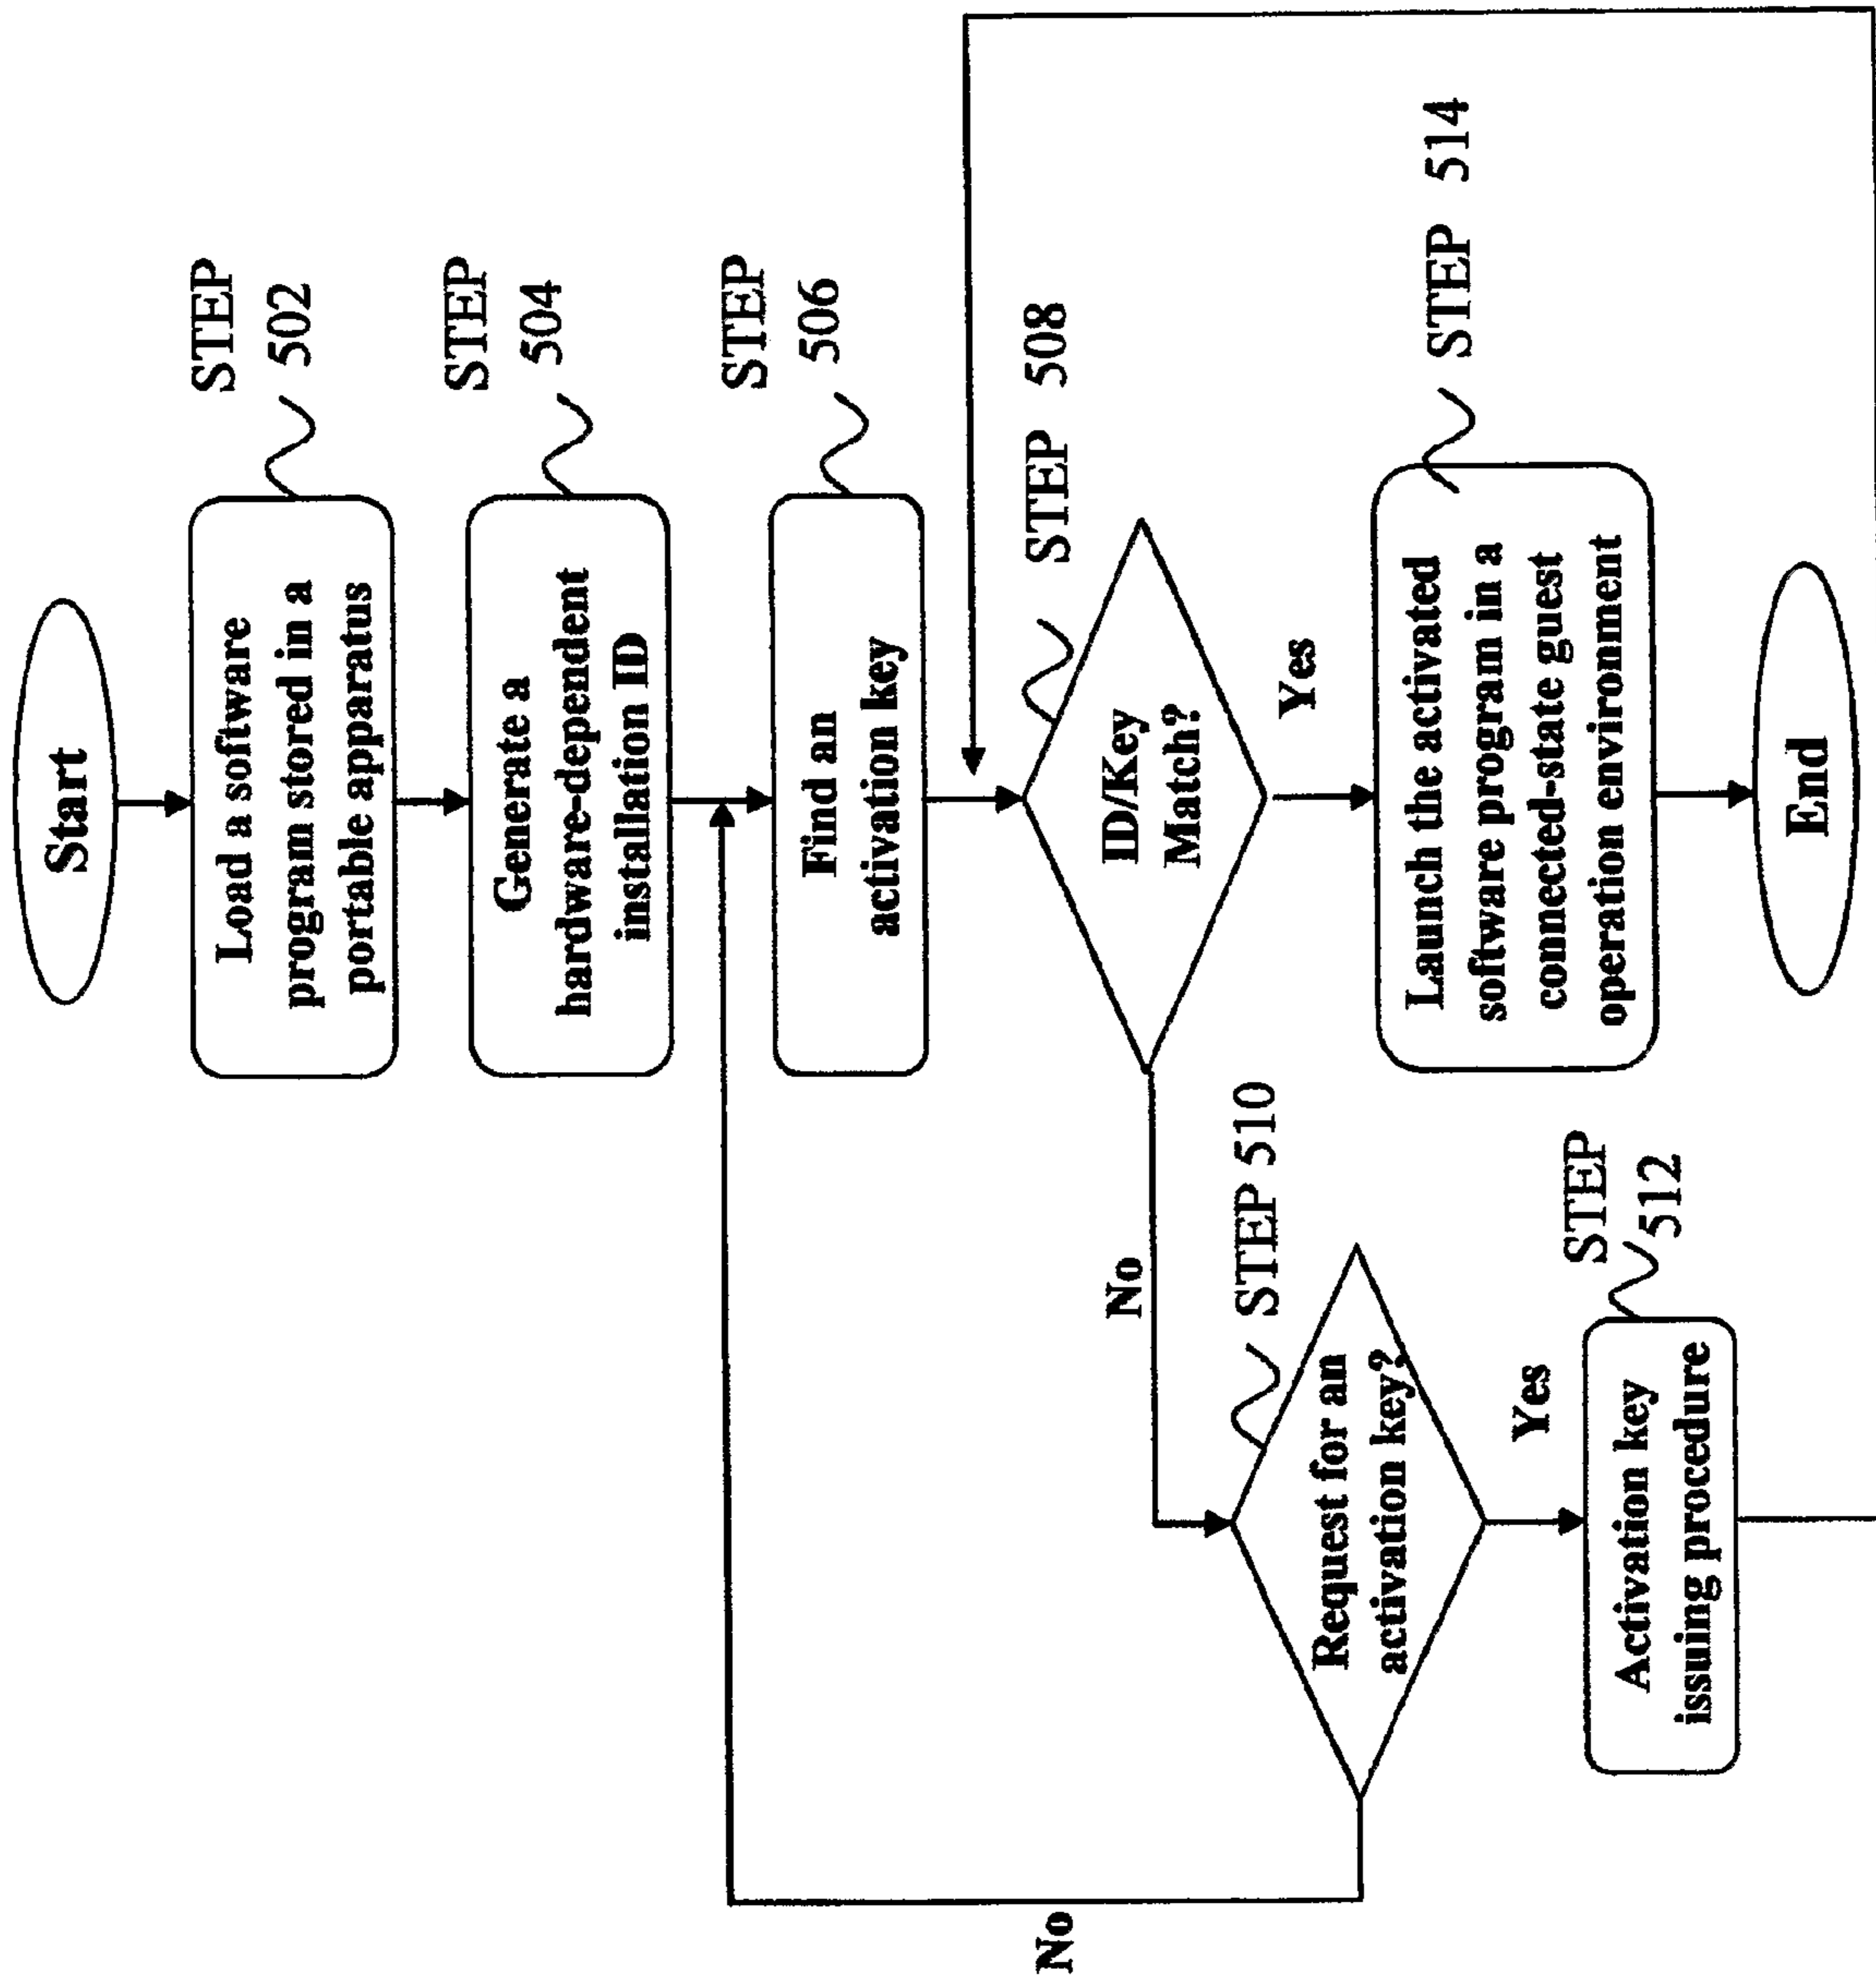 Start
Load a software
program stored in a
portable apparatus
STEP
502
Generate a
hardware-dependent
installation ID
STEP
504
Find an
activation key
STEP
506
ID/Key
Match?
STEP 508
No
Yes
Request for an
activation key?
STEP 510
No
Yes
Activation key
issuing procedure
STEP
512
Launch the activated
software program in a
connected-state guest
operation environment
STEP 514
End